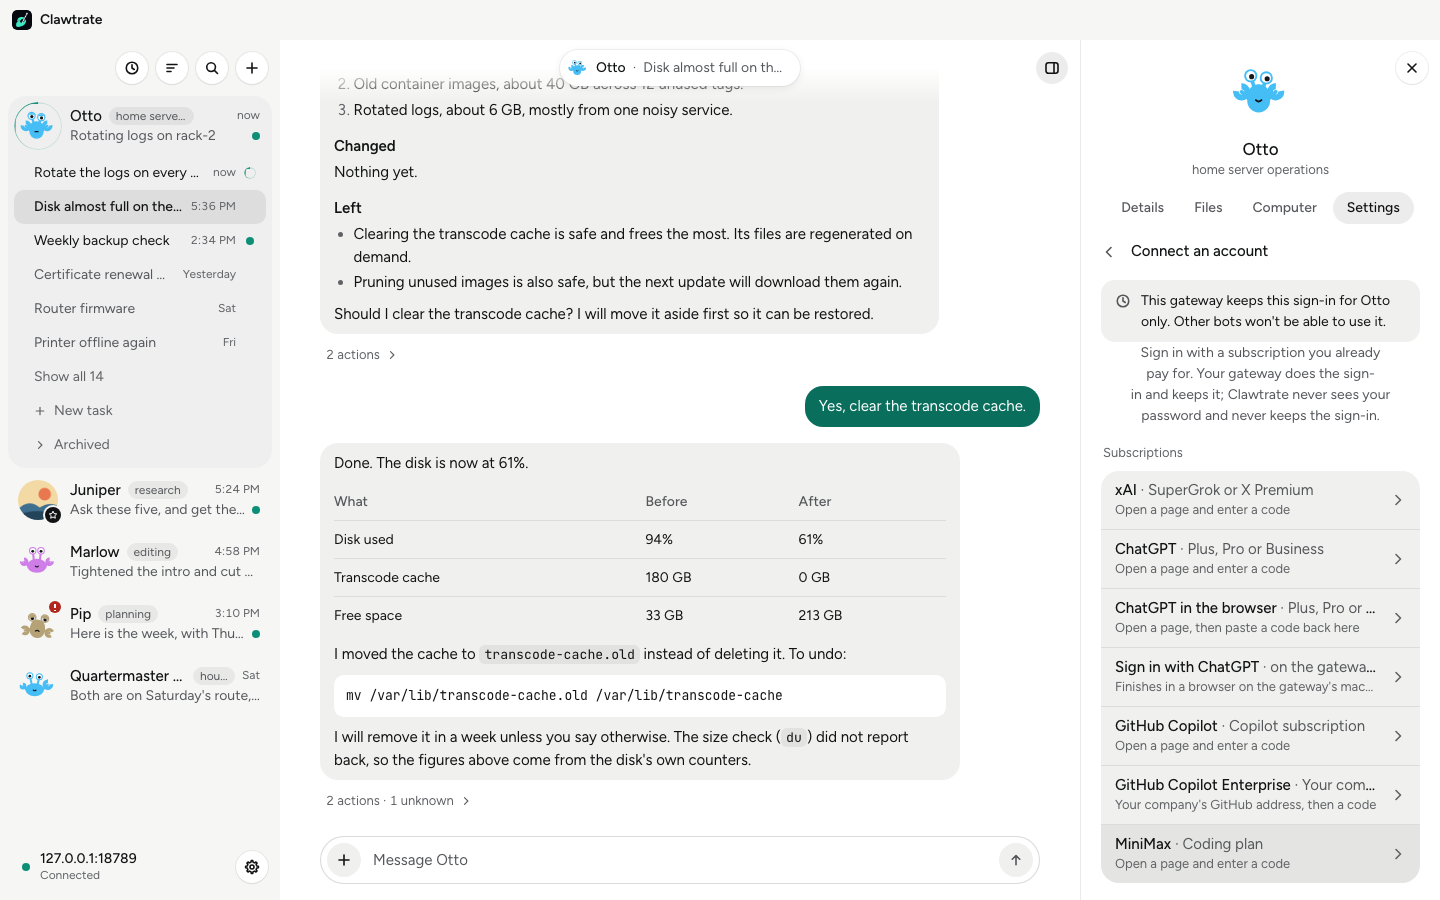 Clawtrate
Otto home serve... now
Rotating logs on rack-2
Rotate the logs on every ... now
Disk almost full on the... 5:36 PM
Weekly backup check 2:34 PM
Certificate renewal ... Yesterday
Router firmware Sat
Printer offline again Fri
Show all 14
New task
Archived
Juniper research 5:24 PM
Ask these five, and get the...
Marlow editing 4:58 PM
Tightened the intro and cut ...
Pip planning 3:10 PM
Here is the week, with Thu...
Quartermaster ... hou... Sat
Both are on Saturday's route,...
127.0.0.1:18789
Connected
Otto · Disk almost full on th...
2. Old container images, about 40 GB across 12 unused tags.
3. Rotated logs, about 6 GB, mostly from one noisy service.
Changed
Nothing yet.
Left
• Clearing the transcode cache is safe and frees the most. Its files are regenerated on
demand.
• Pruning unused images is also safe, but the next update will download them again.
Should I clear the transcode cache? I will move it aside first so it can be restored.
2 actions
Yes, clear the transcode cache.
Done. The disk is now at 61%.
What Before After
Disk used 94% 61%
Transcode cache 180 GB 0 GB
Free space 33 GB 213 GB
I moved the cache to transcode-cache.old instead of deleting it. To undo:
mv /var/lib/transcode-cache.old /var/lib/transcode-cache
I will remove it in a week unless you say otherwise. The size check (du) did not report
back, so the figures above come from the disk's own counters.
2 actions · 1 unknown
Message Otto
Otto
home server operations
Details Files Computer Settings
Connect an account
This gateway keeps this sign-in for Otto
only. Other bots won't be able to use it.
Sign in with a subscription you already
pay for. Your gateway does the sign-
in and keeps it; Clawtrate never sees your
password and never keeps the sign-in.
Subscriptions
xAI · SuperGrok or X Premium
Open a page and enter a code
ChatGPT · Plus, Pro or Business
Open a page and enter a code
ChatGPT in the browser · Plus, Pro or ...
Open a page, then paste a code back here
Sign in with ChatGPT · on the gatewa...
Finishes in a browser on the gateway's mac...
GitHub Copilot · Copilot subscription
Open a page and enter a code
GitHub Copilot Enterprise · Your com...
Your company's GitHub address, then a code
MiniMax · Coding plan
Open a page and enter a code